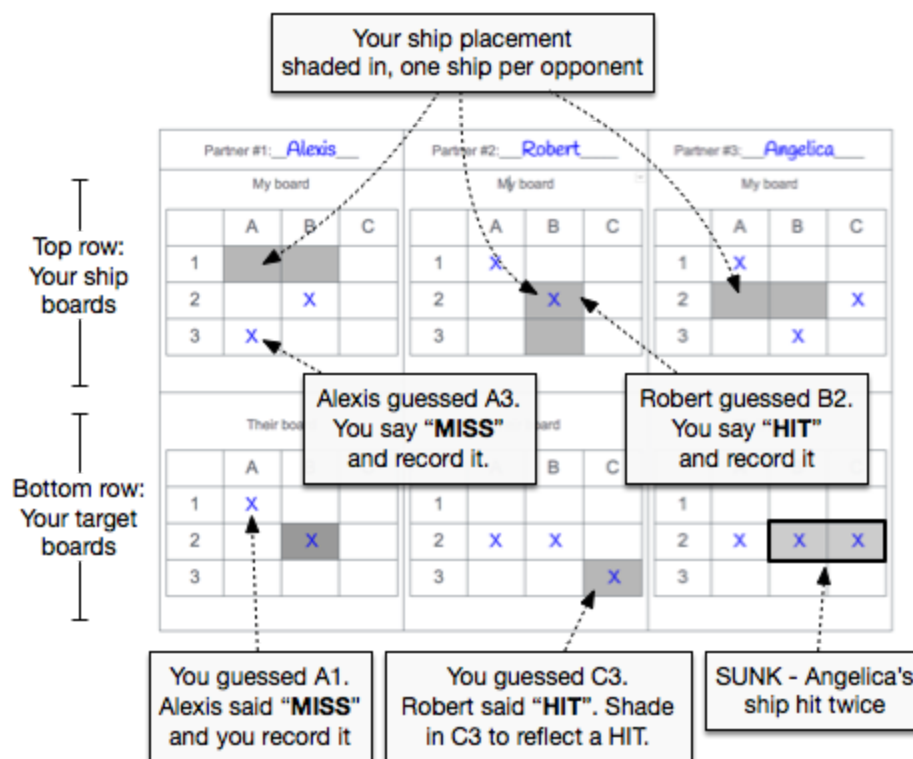 Your ship placement
shaded in, one ship per opponent
Partner #1: Alexis
Partner #2: Robert
Partner #3: Angelica
My board
My board
My board
A B C
A B C
A B C
1
1 X
1 X
2 X
2 X
2 X
3 X
3
3 X
Top row:
Your ship
boards
Alexis guessed A3.
You say “MISS”
and record it.
Robert guessed B2.
You say “HIT”
and record it
Their
A
A B C
Bottom row:
Your target
boards
1 X
1
1
2 X
2 X X
2 X X X
3
3 X
3
You guessed A1.
Alexis said “MISS”
and you record it
You guessed C3.
Robert said “HIT”. Shade
in C3 to reflect a HIT.
SUNK - Angelica's
ship hit twice